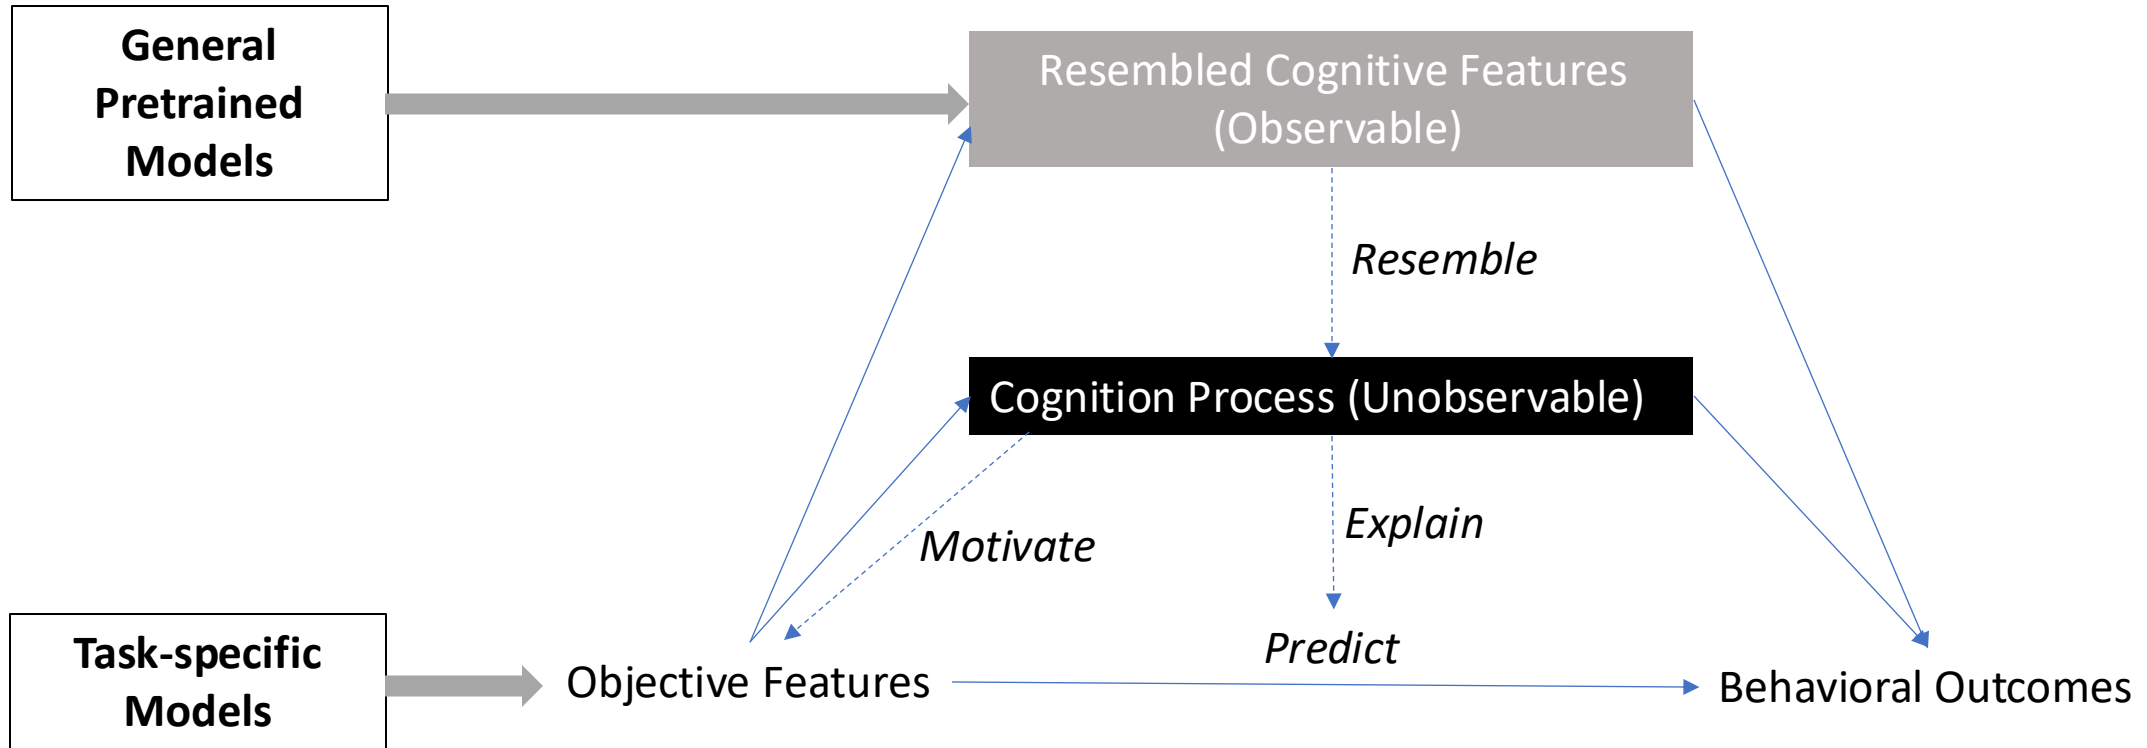 General
Pretrained
Models
Resembled Cognitive Features
(Observable)
Resemble
Cognition Process (Unobservable)
Motivate
Explain
Predict
Task-specific
Models
Objective Features
Behavioral Outcomes